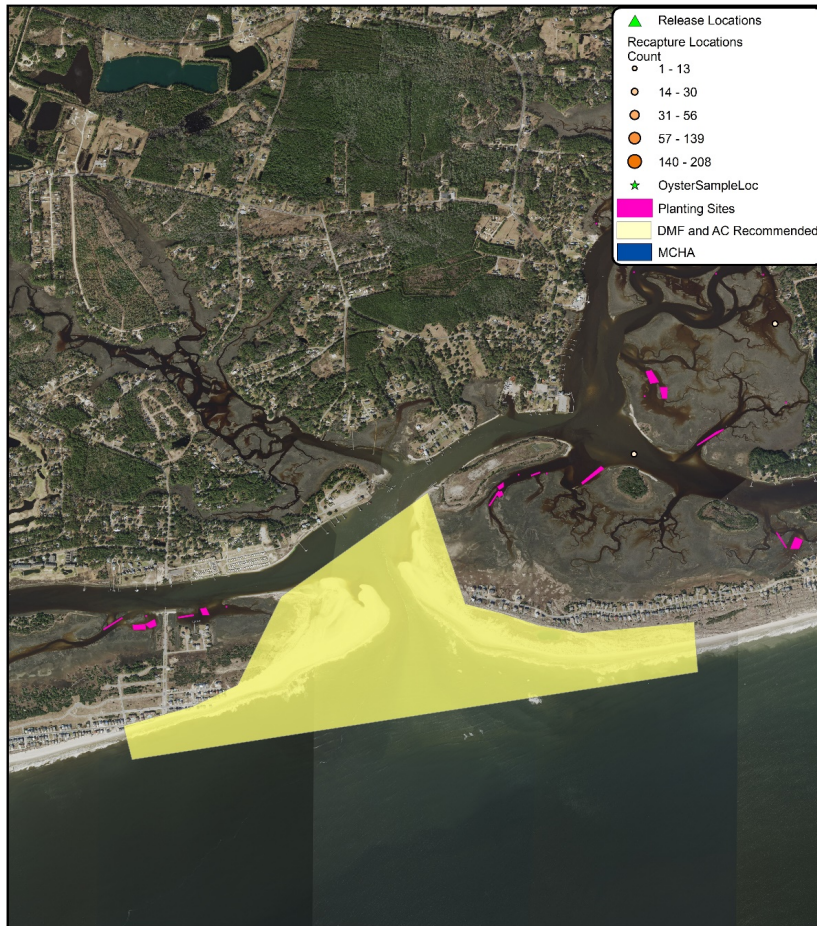 Release Locations
Recapture Locations
Count
1 - 13
14 - 30
31 - 56
57 - 139
140 - 208
OysterSampleLoc
Planting Sites
DMF and AC Recommended
MCHA